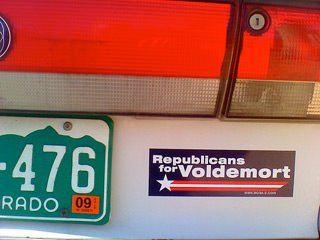 -476
RADO
09
Republicans
for Voldemort